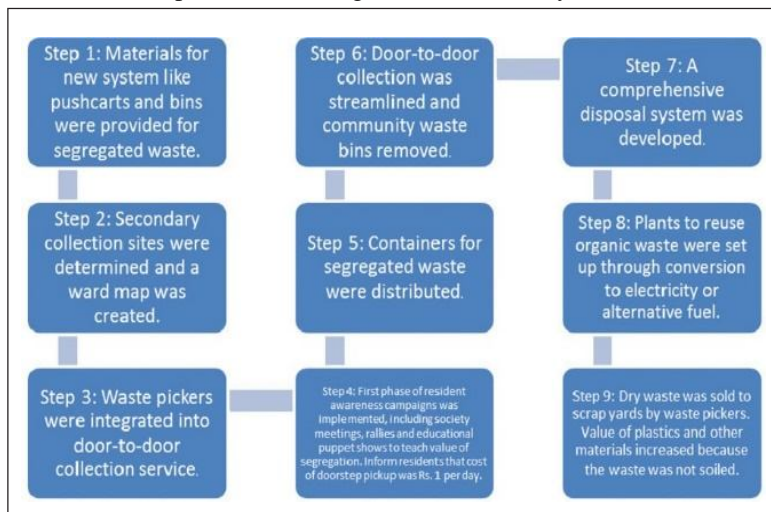 Step 1: Materials for
new system like
pushcarts and bins
were provided for
segregated waste.
Step 2: Secondary
collection sites were
determined and a
ward map was
created.
Step 3: Waste pickers
were integrated into
door-to-door
collection service.
Step 4: First phase of resident
awareness campaigns was
implemented, including society
meetings, rallies and educational
puppet shows to teach value of
segregation. Inform residents that cost
of doorstep pickup was Rs. 1 per day.
Step 5: Containers for
segregated waste
were distributed.
Step 6: Door-to-door
collection was
streamlined and
community waste
bins removed.
Step 7: A
comprehensive
disposal system was
developed.
Step 8: Plants to reuse
organic waste were set
up through conversion
to electricity or
alternative fuel.
Step 9: Dry waste was sold to
scrap yards by waste pickers.
Value of plastics and other
materials increased because
the waste was not soiled.